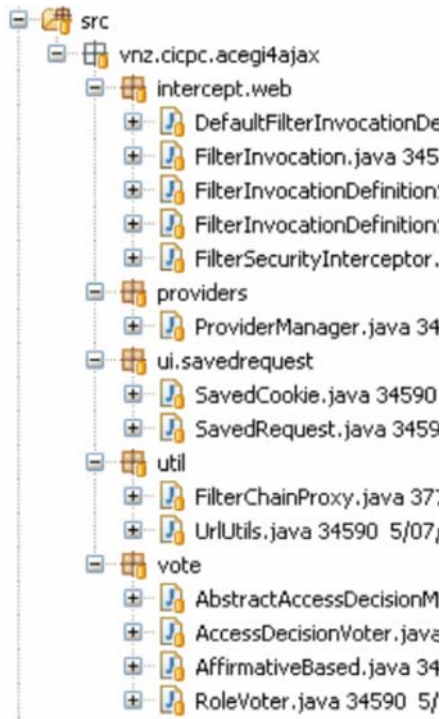 src
vnz.cicpc.acegi4ajax
intercept.web
DefaultFilterInvocationDe
FilterInvocation.java 345
FilterInvocationDefinition
FilterInvocationDefinition
FilterSecurityInterceptor.
providers
ProviderManager.java 34
ui.savedrequest
SavedCookie.java 34590
SavedRequest.java 3459
util
FilterChainProxy.java 377
UrlUtils.java 34590 5/07/
vote
AbstractAccessDecisionM
AccessDecisionVoter.java
AffirmativeBased.java 34
RoleVoter.java 34590 5/